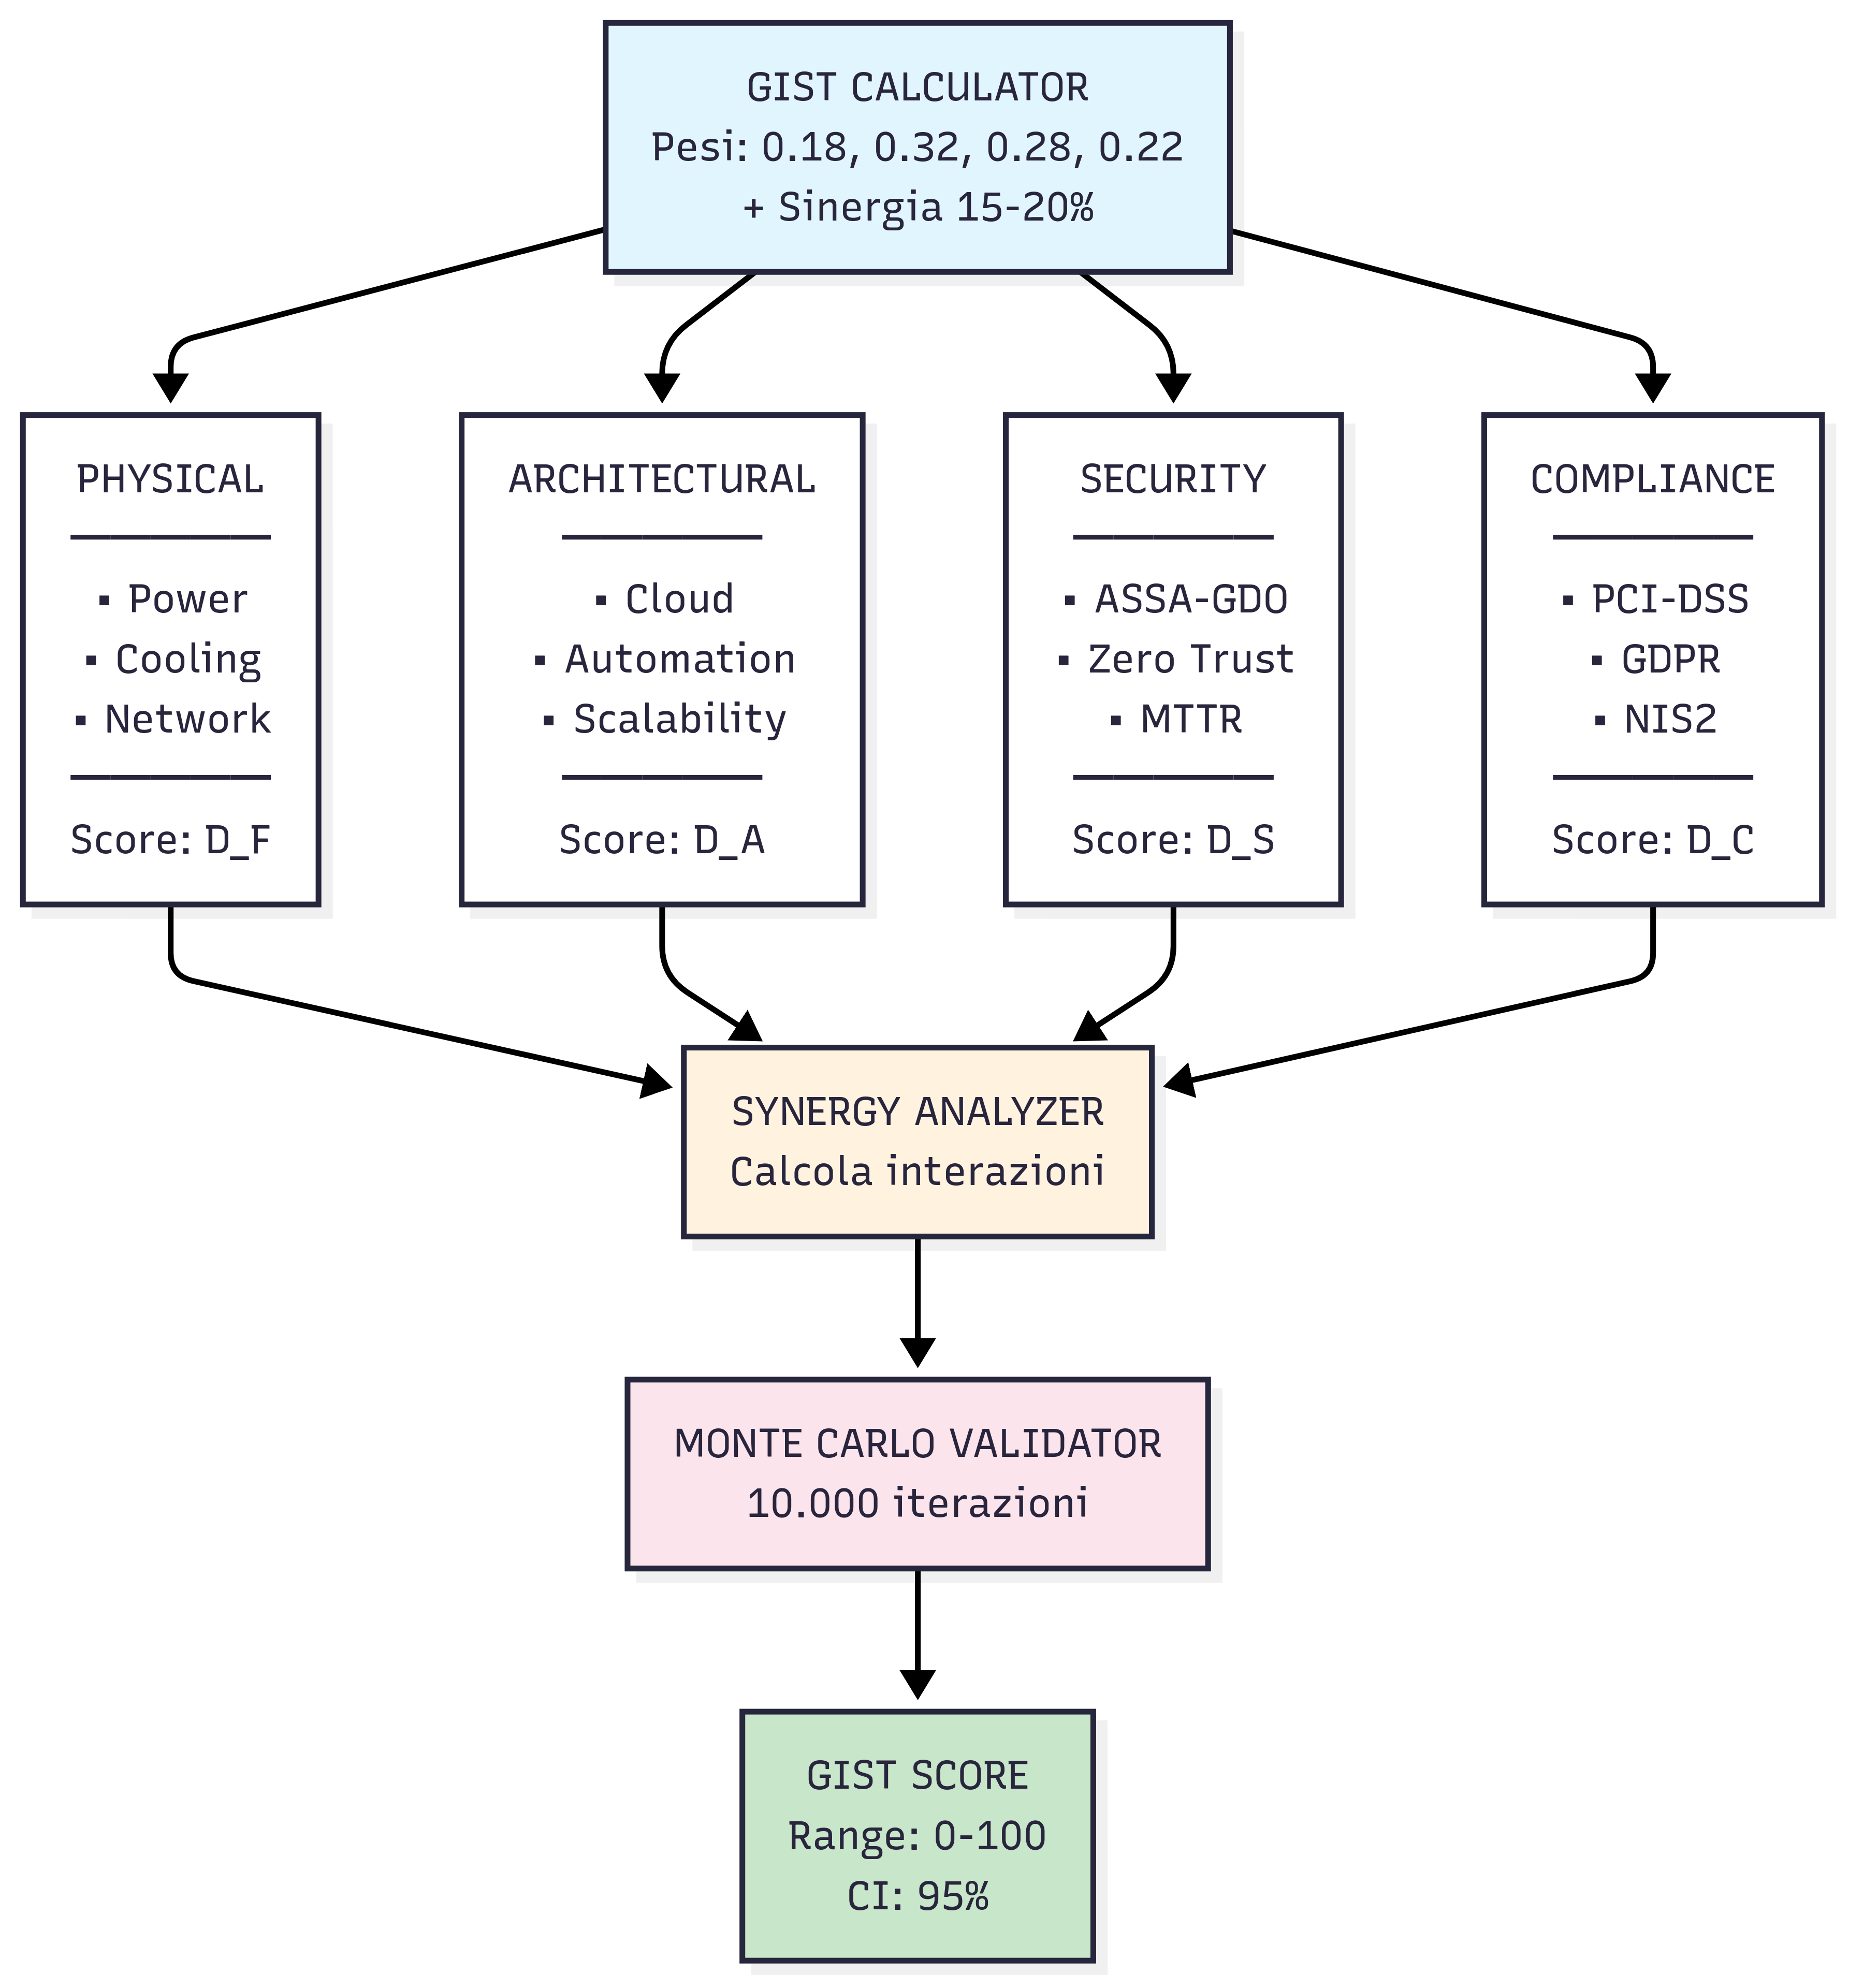 GIST CALCULATOR
Pesi: 0.18, 0.32, 0.28, 0.22
+ Sinergia 15-20%
PHYSICAL
▪ Power
▪ Cooling
▪ Network
Score: D_F
ARCHITECTURAL
▪ Cloud
▪ Automation
▪ Scalability
Score: D_A
SECURITY
▪ ASSA-GDO
▪ Zero Trust
▪ MTTR
Score: D_S
COMPLIANCE
▪ PCI-DSS
▪ GDPR
▪ NIS2
Score: D_C
SYNERGY ANALYZER
Calcola interazioni
MONTE CARLO VALIDATOR
10.000 iterazioni
GIST SCORE
Range: 0-100
CI: 95%